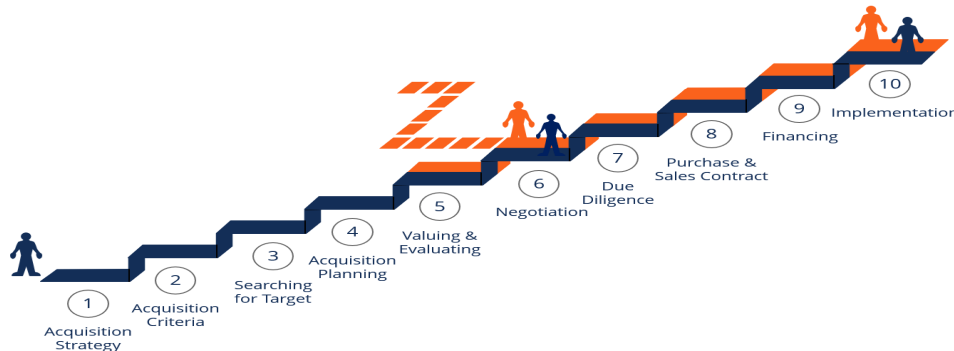 1
Acquisition
Strategy
2
Acquisition
Criteria
3
Searching
for Target
4
Acquisition
Planning
5
Valuing &
Evaluating
6
Negotiation
7
Due
Diligence
8
Purchase &
Sales Contract
9
Financing
10
Implementation